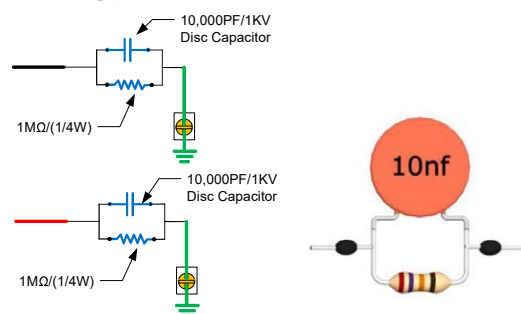 10,000PF/1KV
Disc Capacitor
1MΩ/(1/4W)
10,000PF/1KV
Disc Capacitor
1MΩ/(1/4W)
10nf